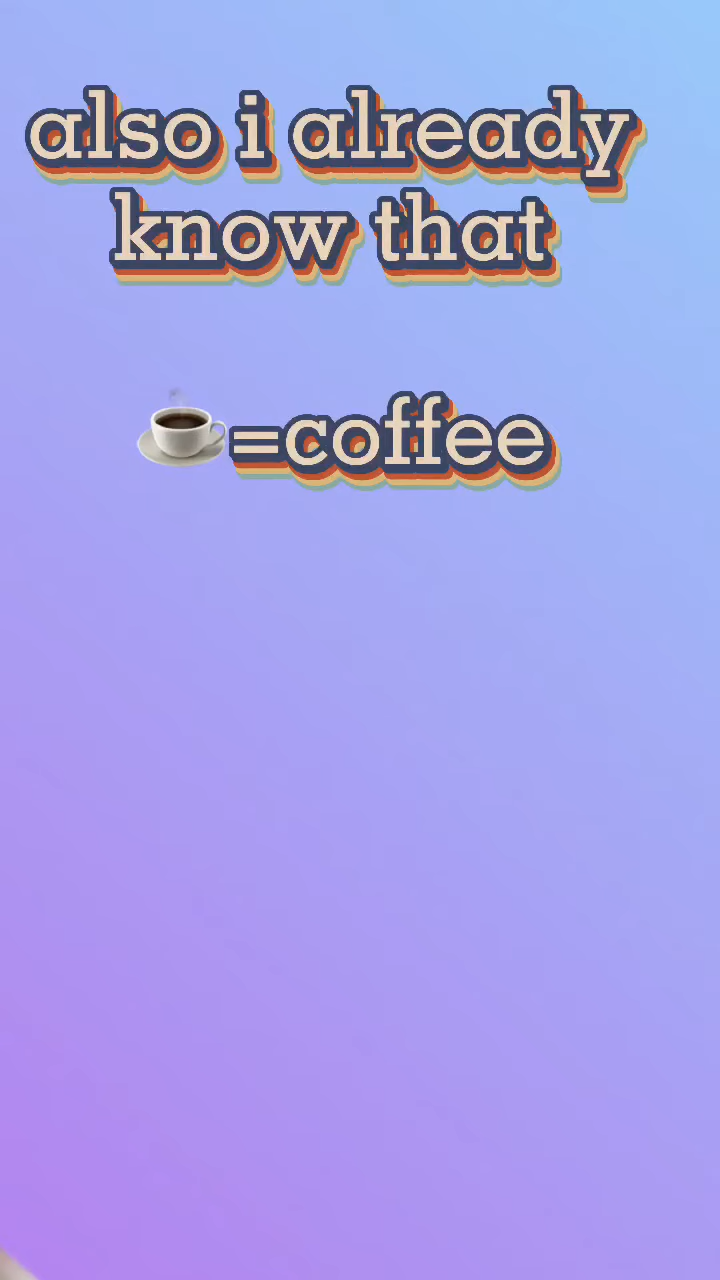 also i already
know that
☕=coffee